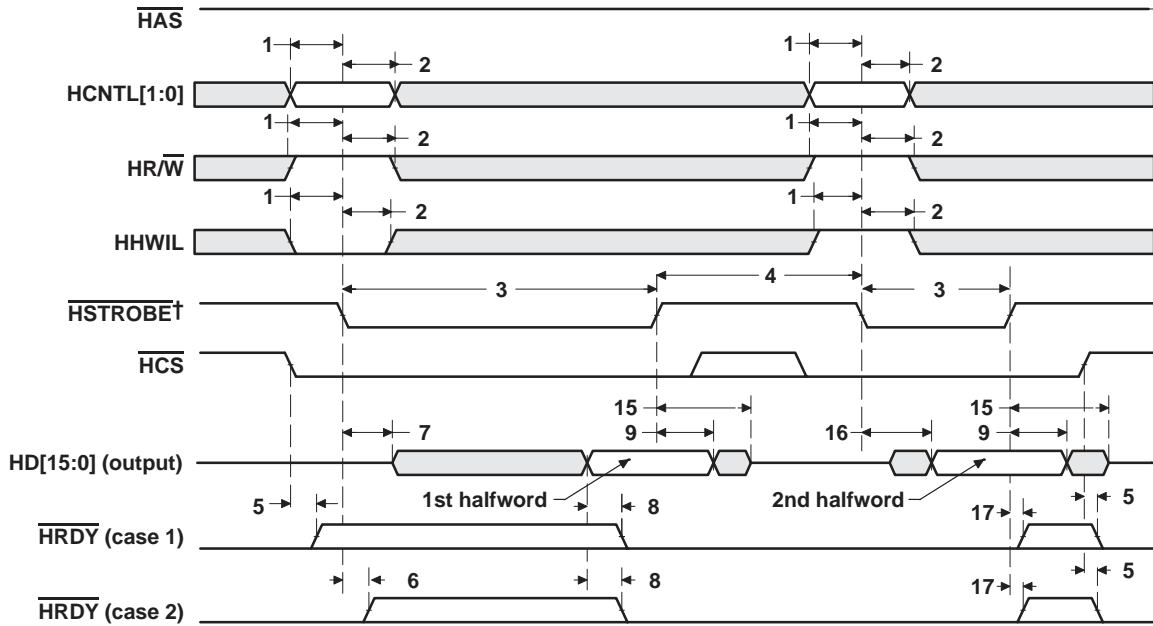 HAS
1 1
2 2
HCNTL[1:0]
1 1
2 2
HR/W
1 1
2 2
HHWIL
4
3 3
HSTROBE†
HCS
15 15
7 9 16 9
HD[15:0] (output)
1st halfword 2nd halfword
5 8 17 5
HRDY (case 1)
6 8 17 5
HRDY (case 2)